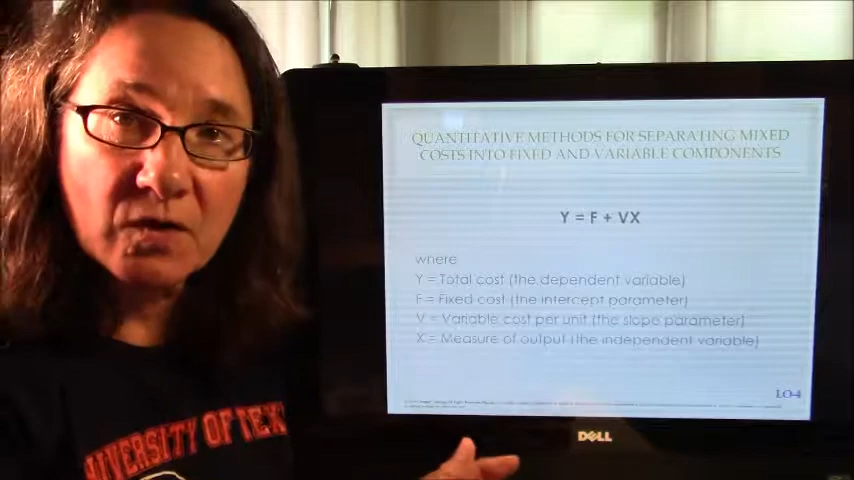 QUANTITATIVE METHODS FOR SEPARATING MIXED
COSTS INTO FIXED AND VARIABLE COMPONENTS
Y = F + VX
where
Y = Total cost (the dependent variable)
F = Fixed cost (the intercept parameter)
V = Variable cost per unit (the slope parameter)
X = Measure of output (the independent variable)
LO-4
DELL
UNIVERSITY OF TEX